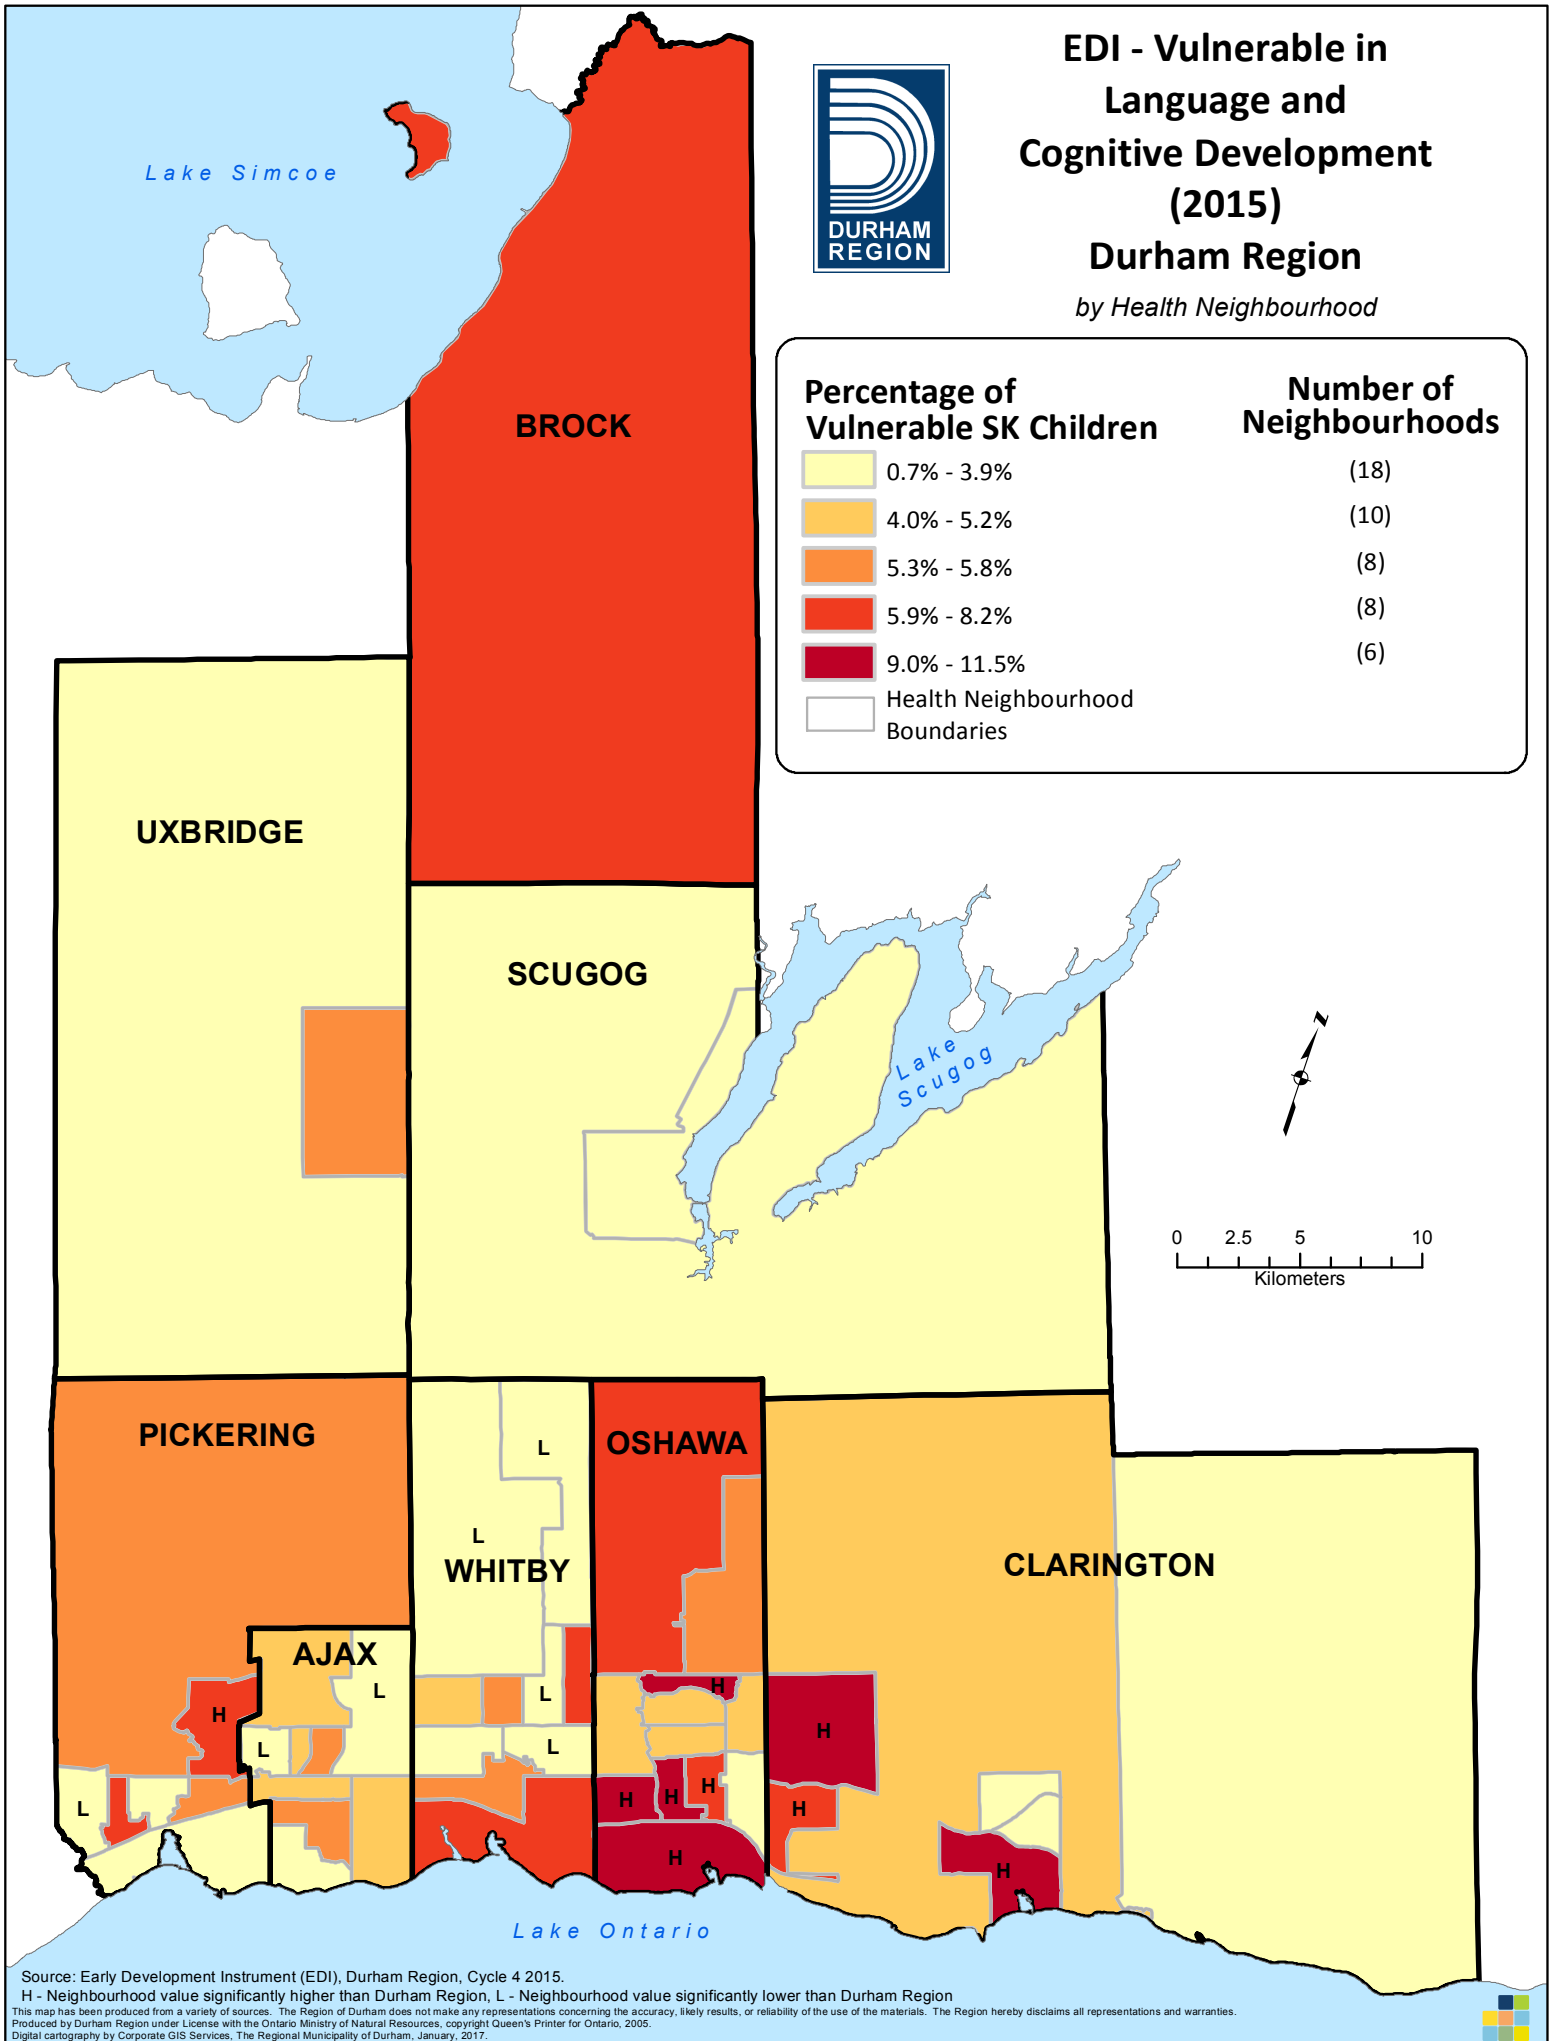 EDI - Vulnerable in
Language and
Cognitive Development
(2015)
Durham Region
by Health Neighbourhood
DURHAM
REGION
Percentage of
Vulnerable SK Children
Number of
Neighbourhoods
0.7% - 3.9% (18)
4.0% - 5.2% (10)
5.3% - 5.8% (8)
5.9% - 8.2% (8)
9.0% - 11.5% (6)
Health Neighbourhood
Boundaries
Lake Simcoe
BROCK
UXBRIDGE
SCUGOG
Lake
Scugog
N
0 2.5 5 10
Kilometers
PICKERING
OSHAWA
L
L
WHITBY
CLARINGTON
AJAX
L
H
L
H
H
L
L
H
L
H
H
H
H
H
H
Lake Ontario
Source: Early Development Instrument (EDI), Durham Region, Cycle 4 2015.
H - Neighbourhood value significantly higher than Durham Region, L - Neighbourhood value significantly lower than Durham Region
This map has been produced from a variety of sources. The Region of Durham does not make any representations concerning the accuracy, likely results, or reliability of the use of the materials. The Region hereby disclaims all representations and warranties.
Produced by Durham Region under License with the Ontario Ministry of Natural Resources, copyright Queen's Printer for Ontario, 2005.
Digital cartography by Corporate GIS Services, The Regional Municipality of Durham, January, 2017.